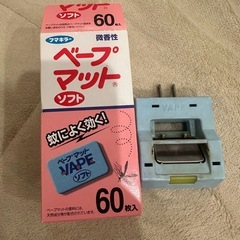 フマキラー
微香性
60枚
ベープ
マット
ソフト
蚊によく効く!
ベープ マット
VAPE
ソフト
60枚入
VAPE